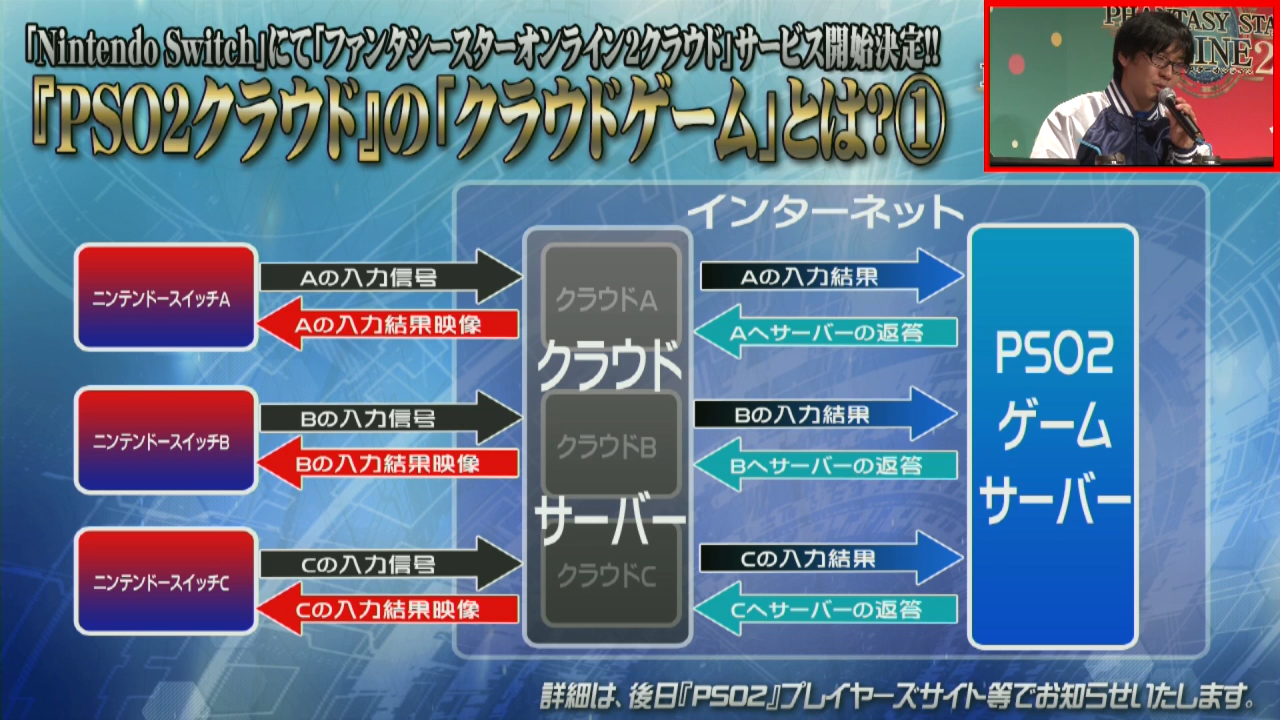 「Nintendo Switch」にて「ファンタシースターオンライン2クラウド」サービス開始決定!!
『PSO2クラウド』の「クラウドゲーム」とは?①
PHANTASY STA
INE2
インターネット
ニンテンドースイッチA
Aの入力信号
Aの入力結果映像
クラウドA
Aの入力結果
Aへサーバーの返答
クラウド
サーバー
PSO2
ゲーム
サーバー
ニンテンドースイッチB
Bの入力信号
Bの入力結果映像
クラウドB
Bの入力結果
Bへサーバーの返答
ニンテンドースイッチC
Cの入力信号
Cの入力結果映像
クラウドC
Cの入力結果
Cへサーバーの返答
詳細は、後日『PSO2』プレイヤーズサイト等でお知らせいたします。